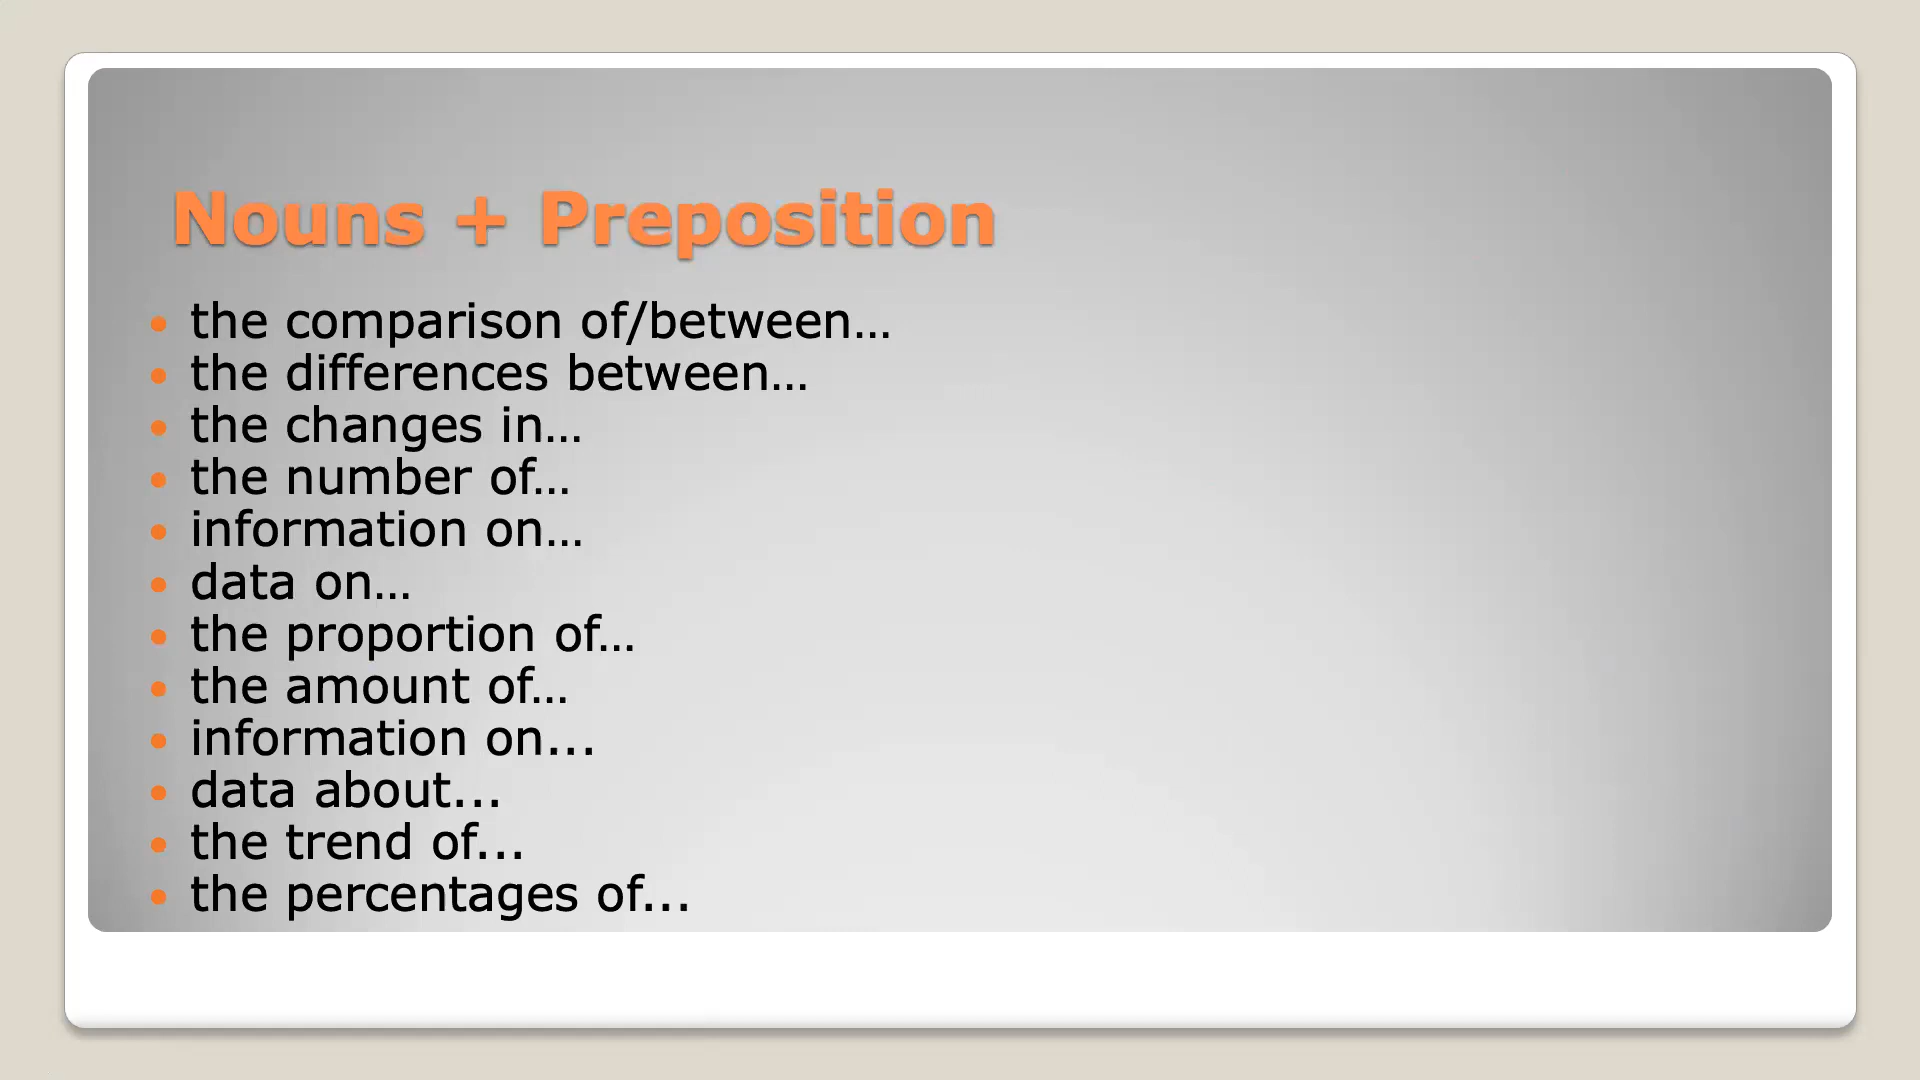 Nouns + Preposition
• the comparison of/between…
• the differences between…
• the changes in…
• the number of…
• information on…
• data on…
• the proportion of…
• the amount of…
• information on...
• data about...
• the trend of...
• the percentages of...